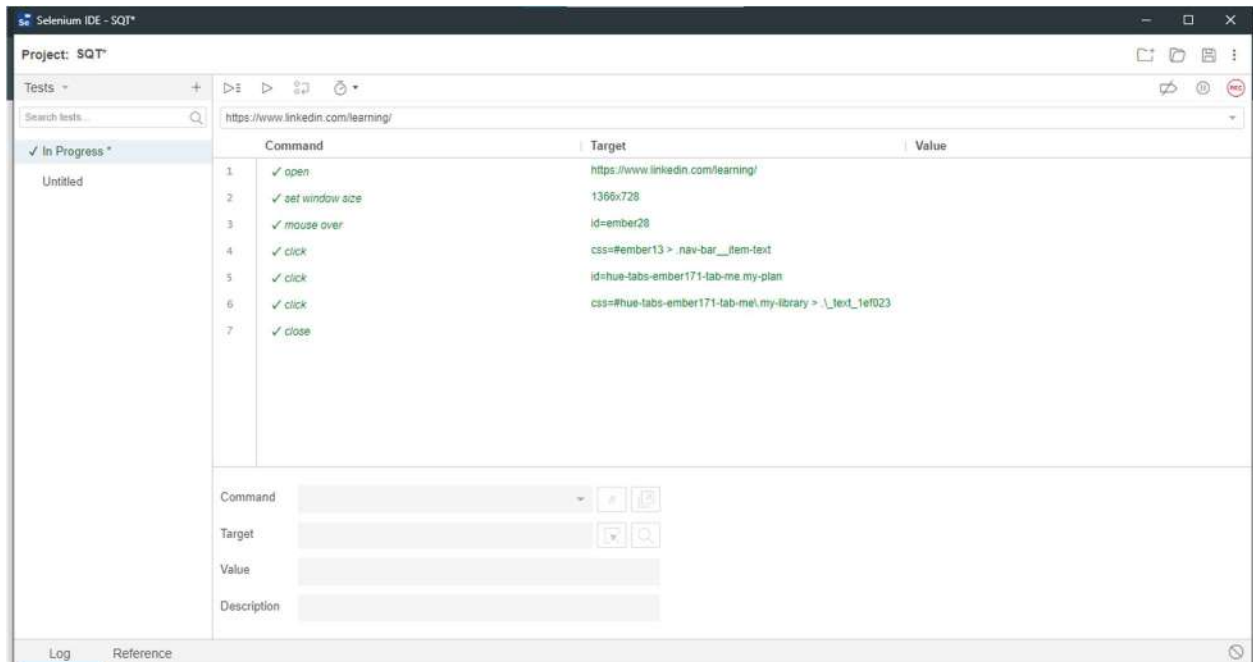 Selenium IDE - SQT*
Project: SQT*
Tests
Search tests...
✓ In Progress *
Untitled
https://www.linkedin.com/learning/
Command Target Value
1 ✓ open https://www.linkedin.com/learning/
2 ✓ set window size 1366x728
3 ✓ mouse over id=ember28
4 ✓ click css=#ember13 > .nav-bar__item-text
5 ✓ click id=hue-tabs-ember171-tab-me.my-plan
6 ✓ click css=#hue-tabs-ember171-tab-me\.my-library > .\_text_1ef023
7 ✓ close
REC
Command
//
Target
Value
Description
Log Reference